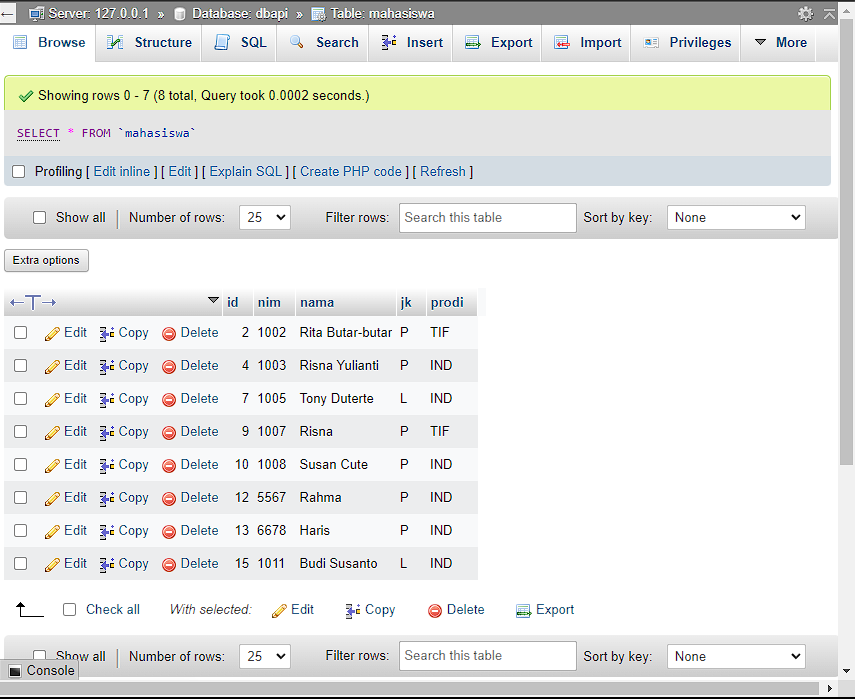 Server: 127.0.0.1 » Database: dbapi » Table: mahasiswa
Browse Structure SQL Search Insert Export Import Privileges More
Showing rows 0 - 7 (8 total, Query took 0.0002 seconds.)
SELECT * FROM `mahasiswa`
Profiling [ Edit inline ] [ Edit ] [ Explain SQL ] [ Create PHP code ] [ Refresh ]
Show all Number of rows: 25 Filter rows: Search this table Sort by key: None
Extra options
id nim nama jk prodi
Edit Copy Delete 2 1002 Rita Butar-butar P TIF
Edit Copy Delete 4 1003 Risna Yulianti P IND
Edit Copy Delete 7 1005 Tony Duterte L IND
Edit Copy Delete 9 1007 Risna P TIF
Edit Copy Delete 10 1008 Susan Cute P IND
Edit Copy Delete 12 5567 Rahma P IND
Edit Copy Delete 13 6678 Haris P IND
Edit Copy Delete 15 1011 Budi Susanto L IND
Check all With selected: Edit Copy Delete Export
Show all Number of rows: 25 Filter rows: Search this table Sort by key: None
Console